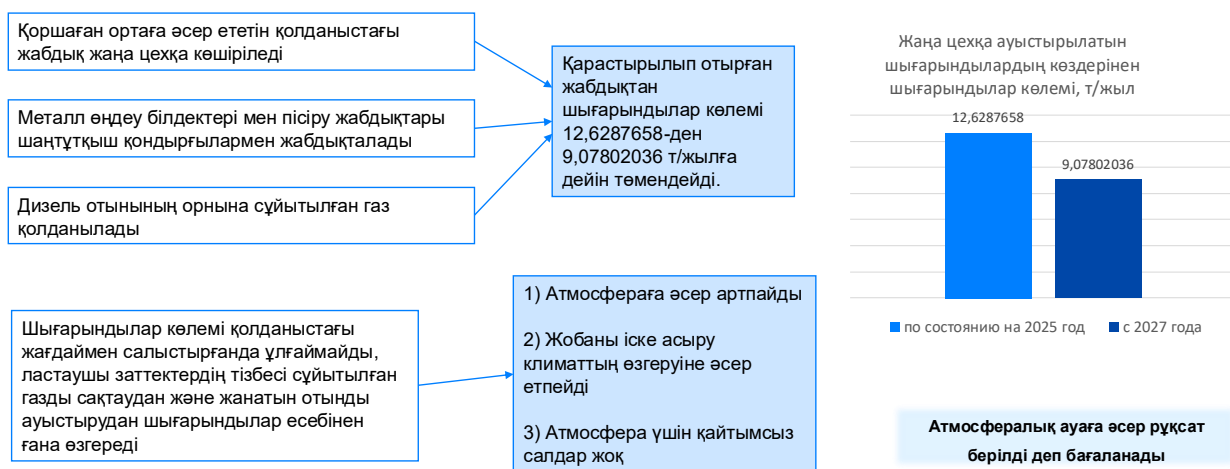 Қоршаған ортаға әсер ететін қолданыстағы
жабдық жаңа цехқа көшіріледі
Металл өңдеу білдектері мен пісіру жабдықтары
шаңтұтқыш қондырғылармен жабдықталады
Дизель отынының орнына сұйытылған газ
қолданылады
Қарастырылып отырған
жабдықтан
шығарындылар көлемі
12,6287658-ден
9,07802036 т/жылға
дейін төмендейді.
Жаңа цехқа ауыстырылатын
шығарындылардың көздерінен
шығарындылар көлемі, т/жыл
12,6287658
9,07802036
по состоянию на 2025 год
с 2027 года
Шығарындылар көлемі қолданыстағы
жағдаймен салыстырғанда ұлғаймайды,
ластаушы заттектердің тізбесі сұйытылған
газды сақтаудан және жанатын отынды
ауыстырудан шығарындылар есебінен
ғана өзгереді
1) Атмосфераға әсер артпайды
2) Жобаны іске асыру
климаттың өзгеруіне әсер
етпейді
3) Атмосфера үшін қайтымсыз
салдар жоқ
Атмосфералық ауаға әсер рұқсат
берілді деп бағаланады